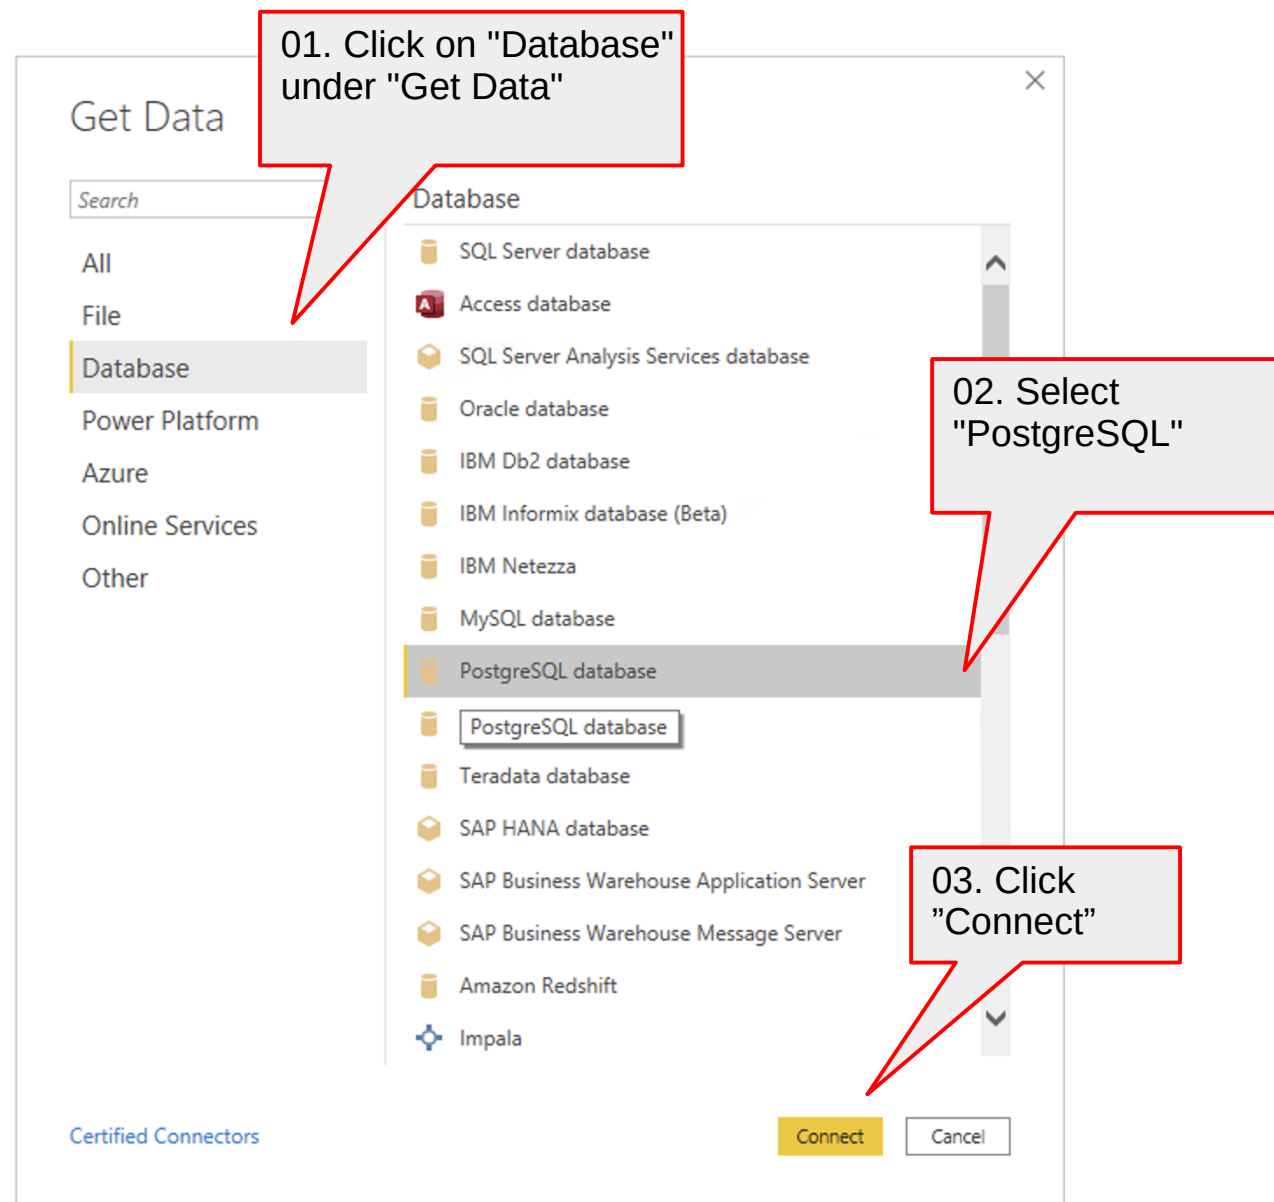 01. Click on "Database"
under "Get Data"
Get Data
Search
All
File
Database
Power Platform
Azure
Online Services
Other
Database
SQL Server database
Access database
SQL Server Analysis Services database
Oracle database
IBM Db2 database
IBM Informix database (Beta)
IBM Netezza
MySQL database
PostgreSQL database
PostgreSQL database
Teradata database
SAP HANA database
SAP Business Warehouse Application Server
SAP Business Warehouse Message Server
Amazon Redshift
Impala
02. Select
"PostgreSQL"
03. Click
”Connect”
Certified Connectors
Connect
Cancel